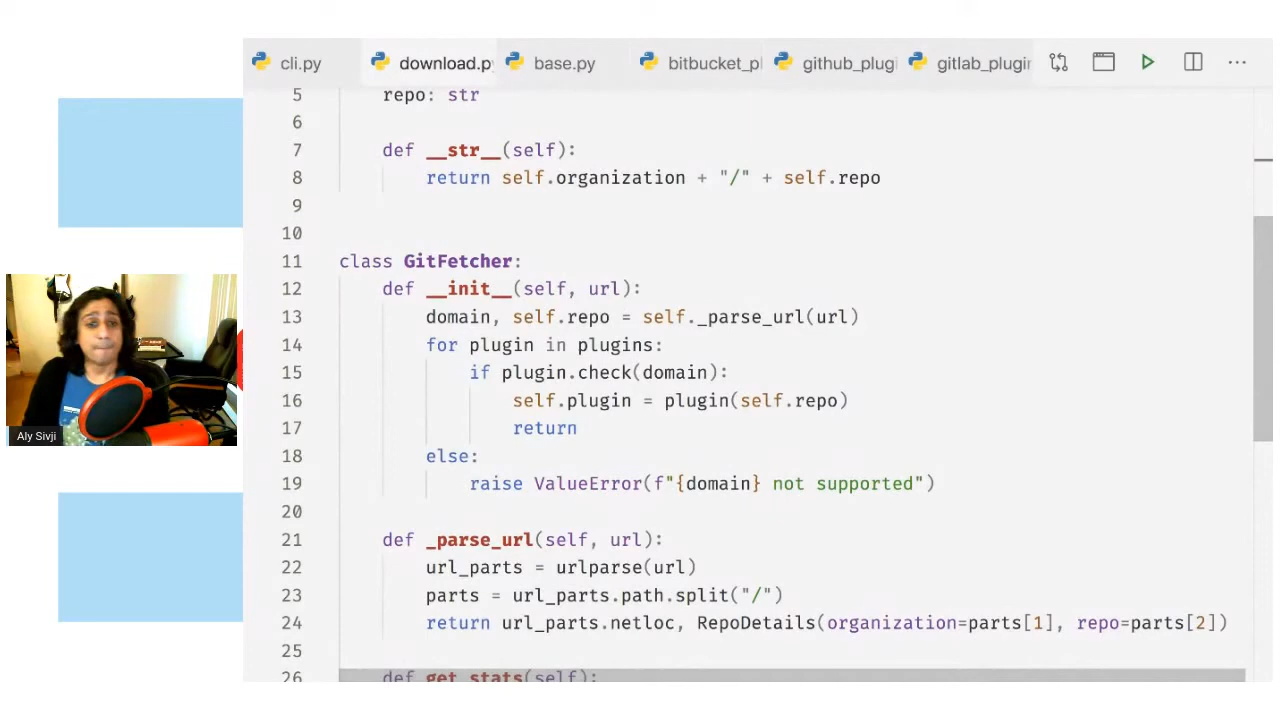 cli.py download.py base.py bitbucket_pl github_plugi gitlab_plugin ...
5 repo: str
6
7 def __str__(self):
8 return self.organization + "/" + self.repo
9
10
11 class GitFetcher:
12 def __init__(self, url):
13 domain, self.repo = self._parse_url(url)
14 for plugin in plugins:
15 if plugin.check(domain):
16 self.plugin = plugin(self.repo)
17 return
18 else:
19 raise ValueError(f"{domain} not supported")
20
21 def _parse_url(self, url):
22 url_parts = urlparse(url)
23 parts = url_parts.path.split("/")
24 return url_parts.netloc, RepoDetails(organization=parts[1], repo=parts[2])
25
26 def get_stats(self):
Aly Sivji